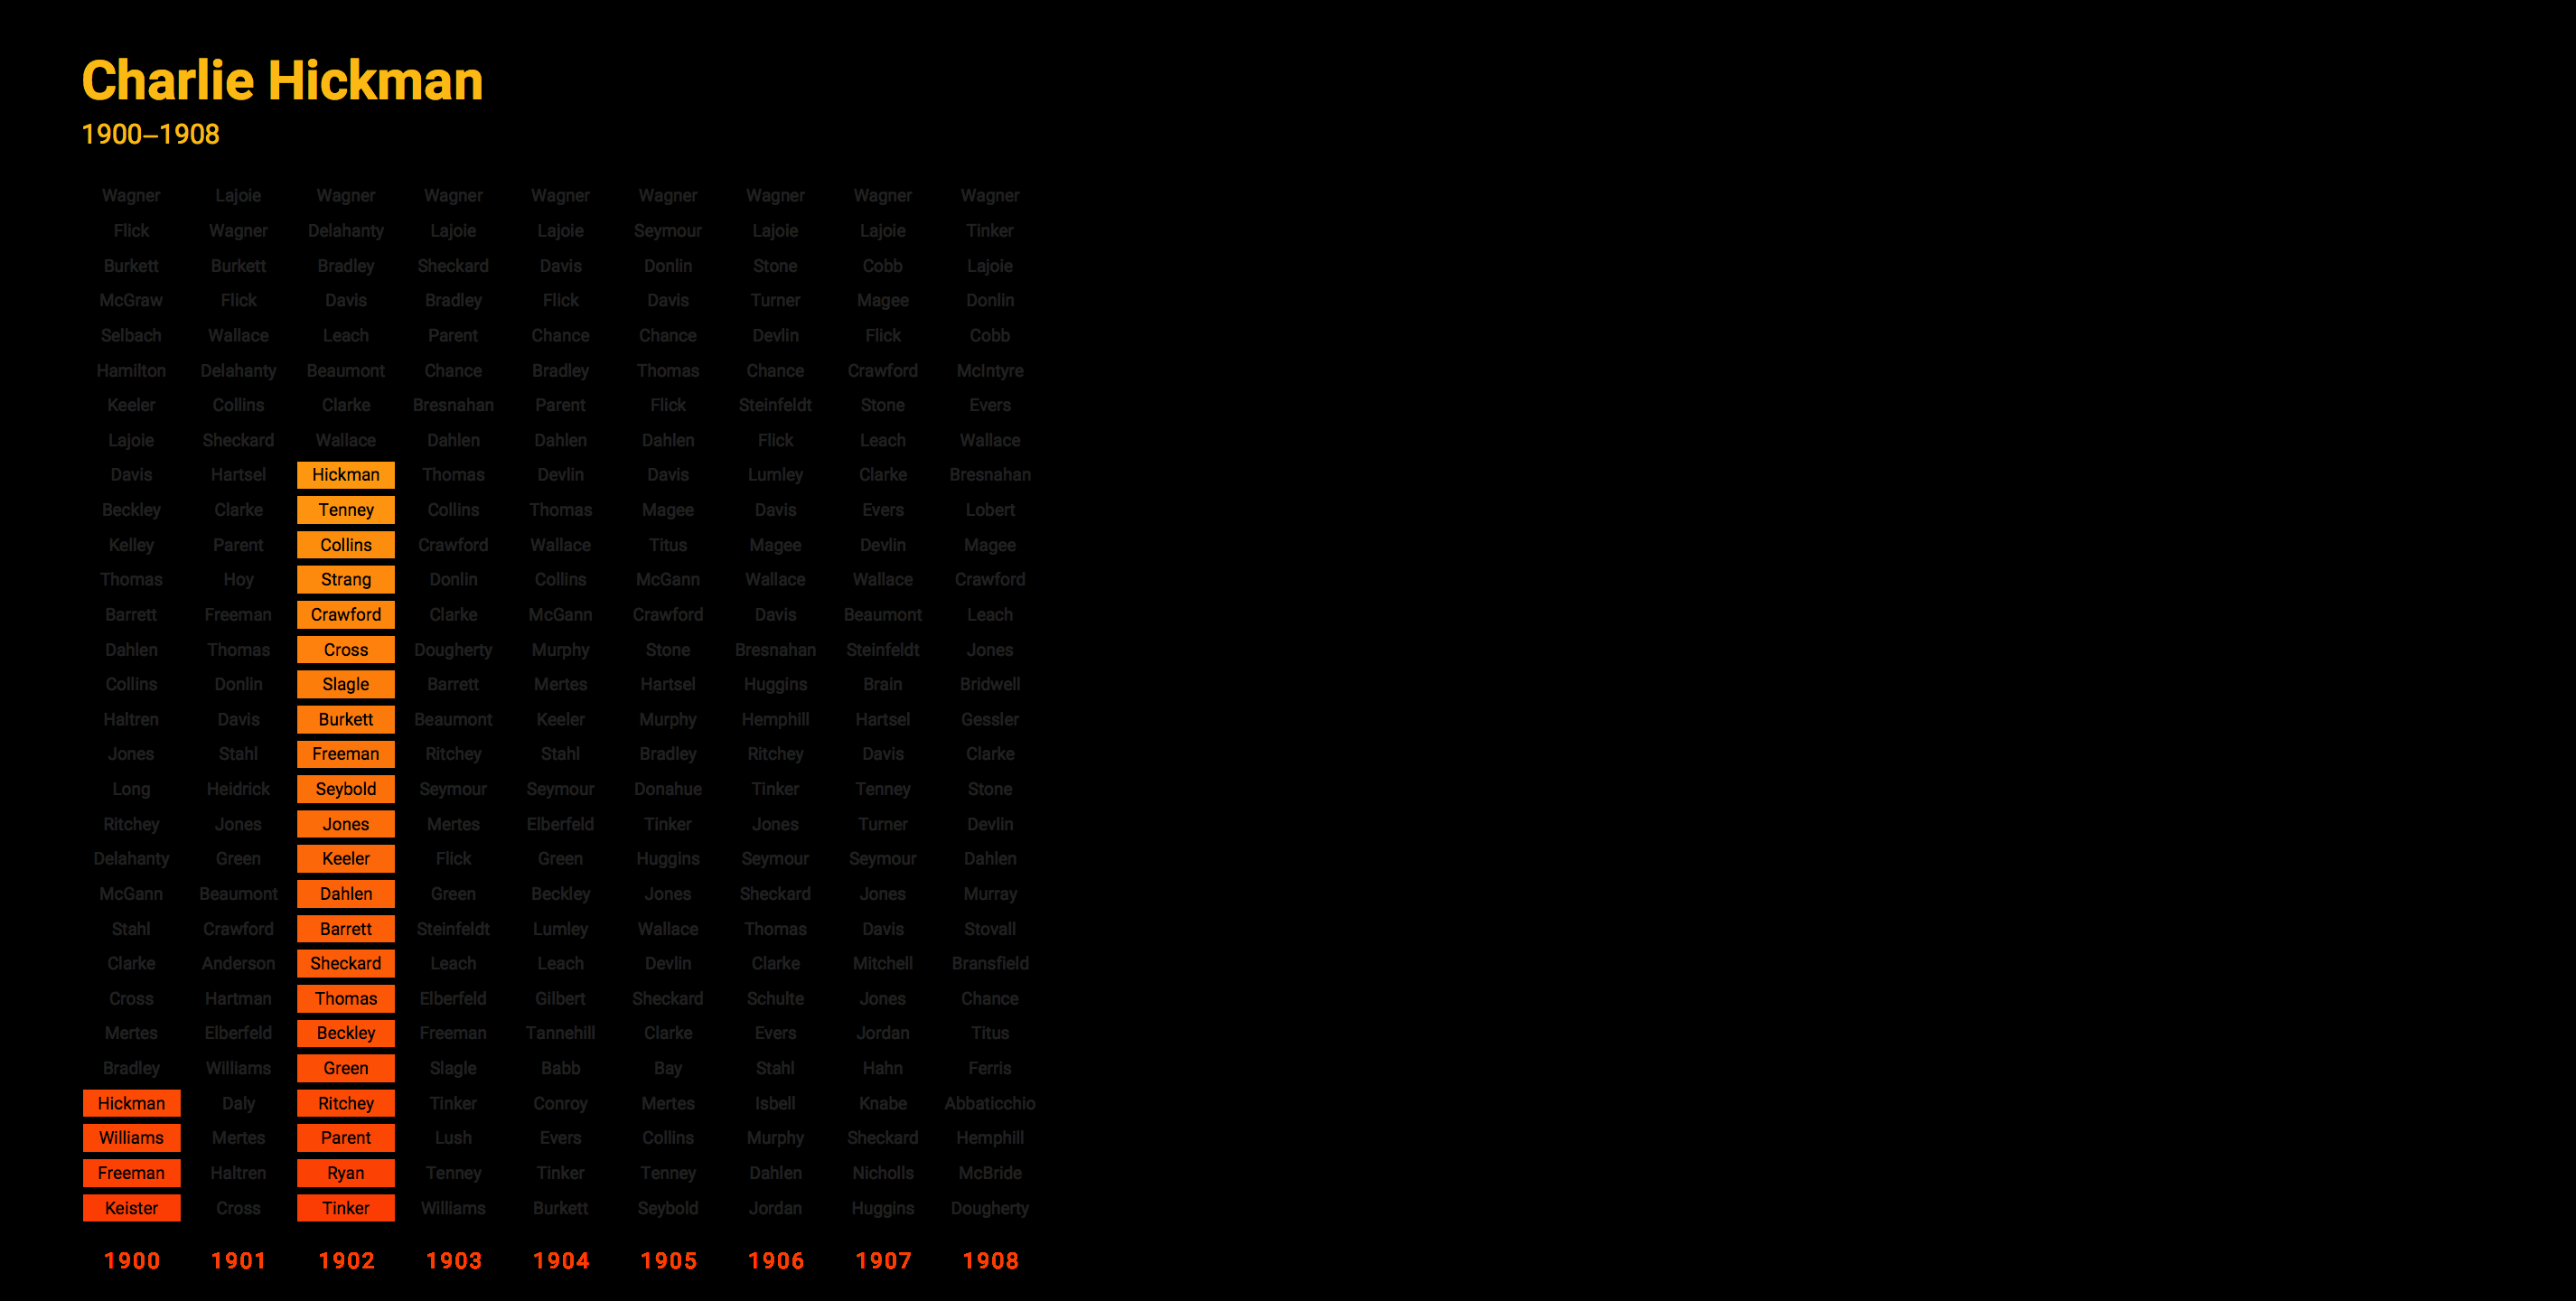 Charlie Hickman
1900–1908
Wagner Lajoie Wagner Wagner Wagner Wagner Wagner Wagner Wagner
Flick Wagner Delahanty Lajoie Lajoie Seymour Lajoie Lajoie Tinker
Burkett Burkett Bradley Sheckard Davis Donlin Stone Cobb Lajoie
McGraw Flick Davis Bradley Flick Davis Turner Magee Donlin
Selbach Wallace Leach Parent Chance Chance Devlin Flick Cobb
Hamilton Delahanty Beaumont Chance Bradley Thomas Chance Crawford McIntyre
Keeler Collins Clarke Bresnahan Parent Flick Steinfeldt Stone Evers
Lajoie Sheckard Wallace Dahlen Dahlen Dahlen Flick Leach Wallace
Davis Hartsel Hickman Thomas Devlin Davis Lumley Clarke Bresnahan
Beckley Clarke Tenney Collins Thomas Magee Davis Evers Lobert
Kelley Parent Collins Crawford Wallace Titus Magee Devlin Magee
Thomas Hoy Strang Donlin Collins McGann Wallace Wallace Crawford
Barrett Freeman Crawford Clarke McGann Crawford Davis Beaumont Leach
Dahlen Thomas Cross Dougherty Murphy Stone Bresnahan Steinfeldt Jones
Collins Donlin Slagle Barrett Mertes Hartsel Huggins Brain Bridwell
Haltren Davis Burkett Beaumont Keeler Murphy Hemphill Hartsel Gessler
Jones Stahl Freeman Ritchey Stahl Bradley Ritchey Davis Clarke
Long Heidrick Seybold Seymour Seymour Donahue Tinker Tenney Stone
Ritchey Jones Jones Mertes Elberfeld Tinker Jones Turner Devlin
Delahanty Green Keeler Flick Green Huggins Seymour Seymour Dahlen
McGann Beaumont Dahlen Green Beckley Jones Sheckard Jones Murray
Stahl Crawford Barrett Steinfeldt Lumley Wallace Thomas Davis Stovall
Clarke Anderson Sheckard Leach Leach Devlin Clarke Mitchell Bransfield
Cross Hartman Thomas Elberfeld Gilbert Sheckard Schulte Jones Chance
Mertes Elberfeld Beckley Freeman Tannehill Clarke Evers Jordan Titus
Bradley Williams Green Slagle Babb Bay Stahl Hahn Ferris
Hickman Daly Ritchey Tinker Conroy Mertes Isbell Knabe Abbaticchio
Williams Mertes Parent Lush Evers Collins Murphy Sheckard Hemphill
Freeman Haltren Ryan Tenney Tinker Tenney Dahlen Nicholls McBride
Keister Cross Tinker Williams Burkett Seybold Jordan Huggins Dougherty
1900 1901 1902 1903 1904 1905 1906 1907 1908